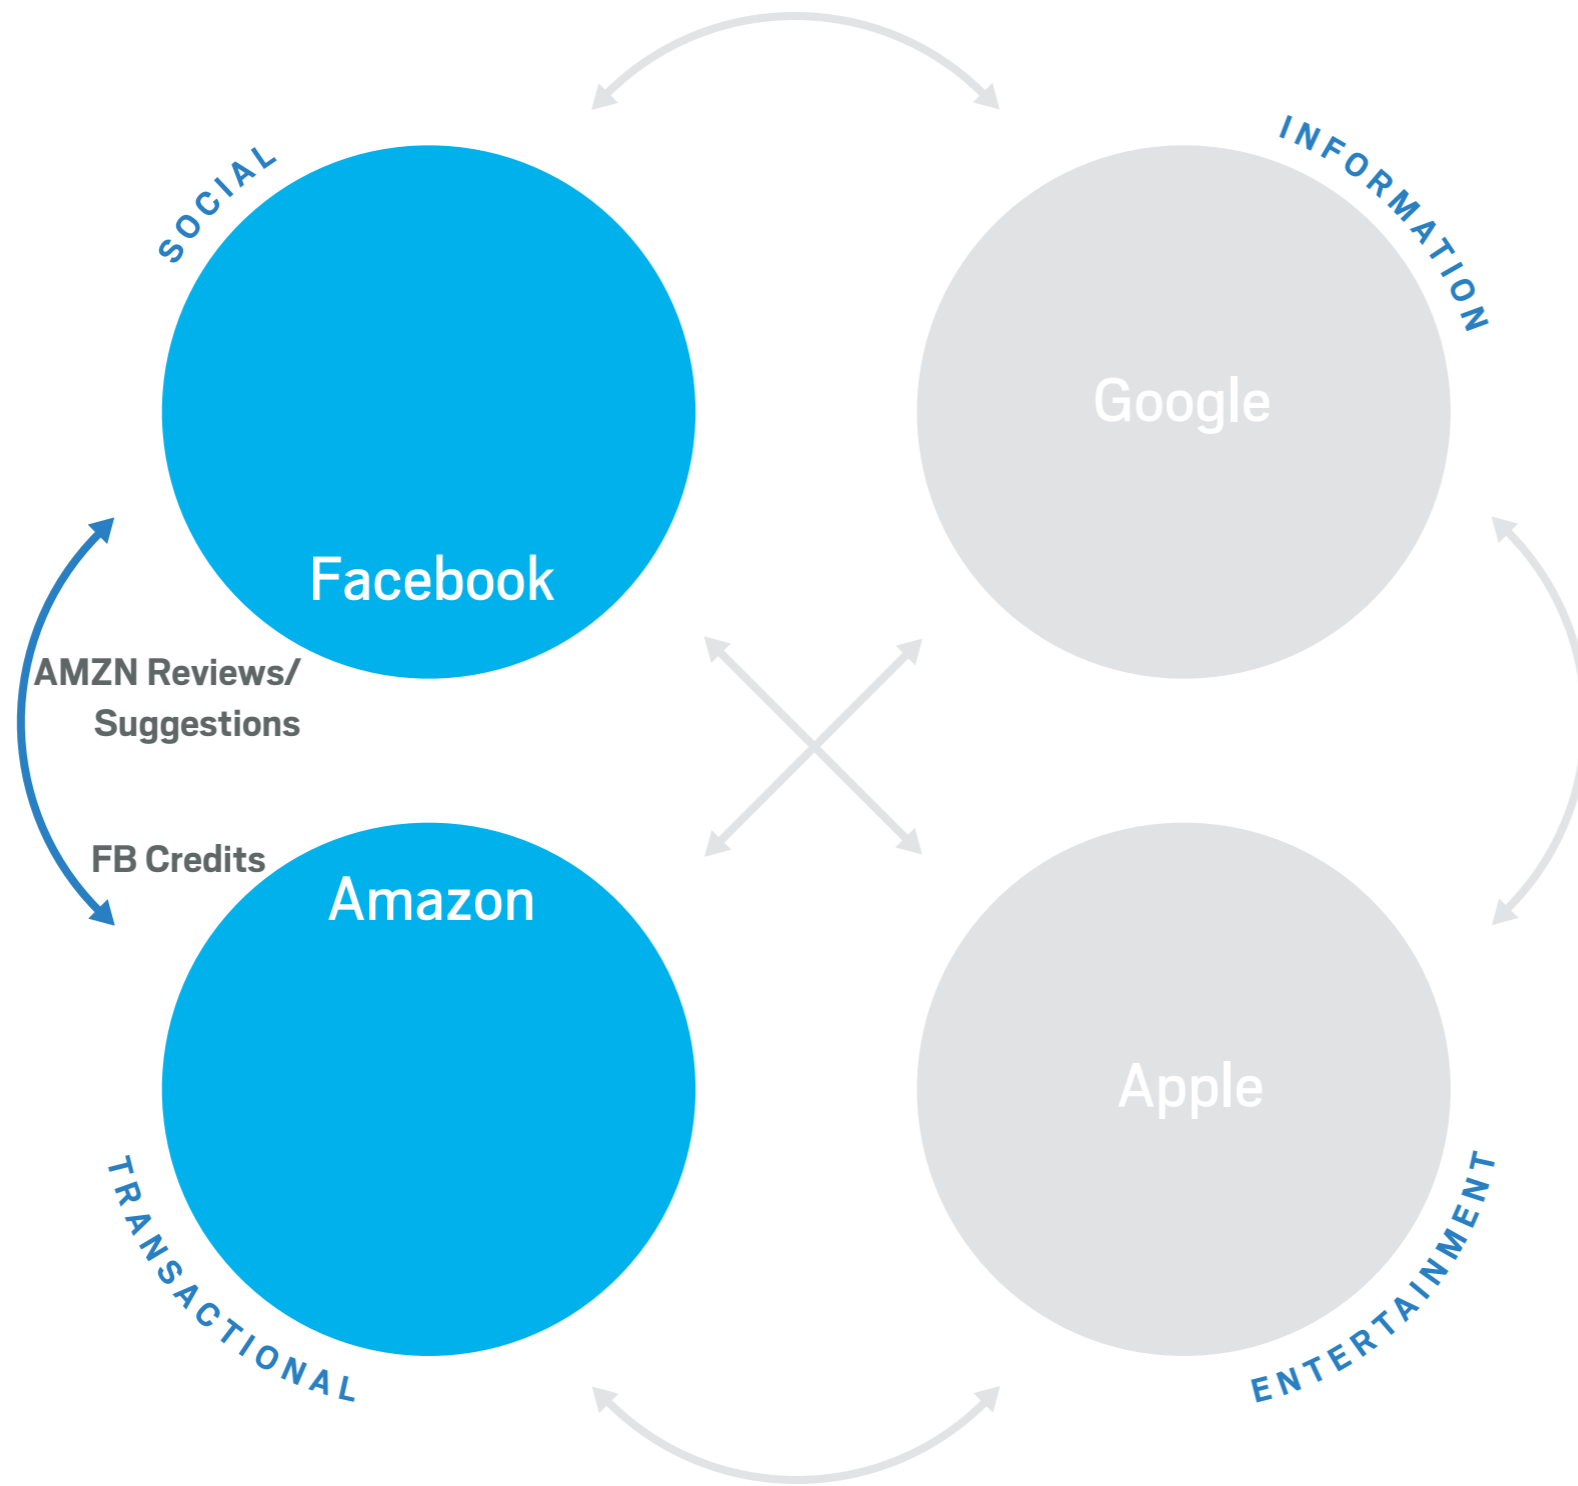 SOCIAL
INFORMATION
Google
Facebook
AMZN Reviews/
Suggestions
FB Credits
Amazon
Apple
TRANSACTIONAL
ENTERTAINMENT